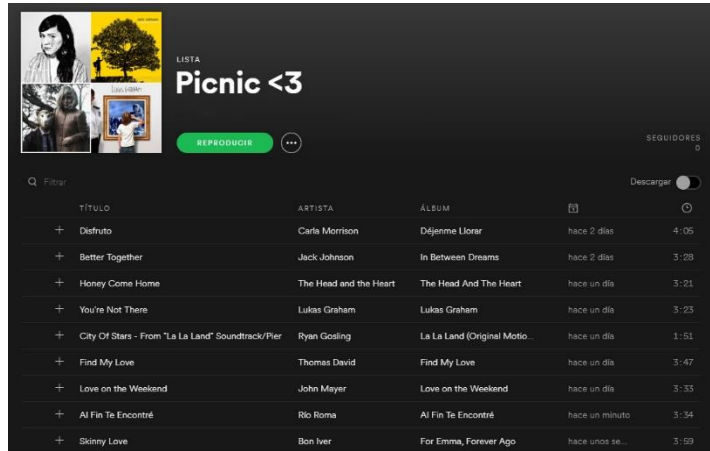 LISTA
Picnic <3
REPRODUCIR
SEGUIDORES
0
Filtrar
Descargar
TÍTULO ARTISTA ÁLBUM
+ Disfruto Carla Morrison Déjenme Llorar hace 2 días 4:05
+ Better Together Jack Johnson In Between Dreams hace 2 días 3:28
+ Honey Come Home The Head and the Heart The Head And The Heart hace un día 3:21
+ You're Not There Lukas Graham Lukas Graham hace un día 3:23
+ City Of Stars - From "La La Land" Soundtrack/Pier Ryan Gosling La La Land (Original Motio... hace un día 1:51
+ Find My Love Thomas David Find My Love hace un día 3:47
+ Love on the Weekend John Mayer Love on the Weekend hace un día 3:33
+ Al Fin Te Encontré Río Roma Al Fin Te Encontré hace un minuto 3:34
+ Skinny Love Bon Iver For Emma, Forever Ago hace unos se... 3:59